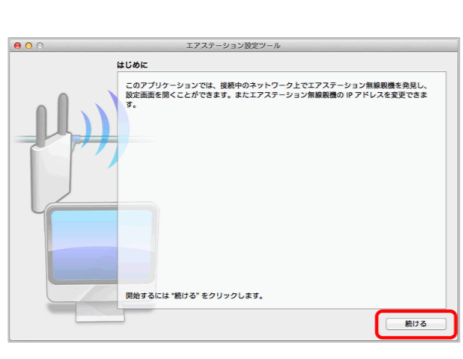 エアステーション設定ツール
はじめに
このアプリケーションでは、接続中のネットワーク上でエアステーション無線親機を発見し、
設定画面を開くことができます。またエアステーション無線親機の IP アドレスを変更できま
す。
開始するには "続ける" をクリックします。
続ける